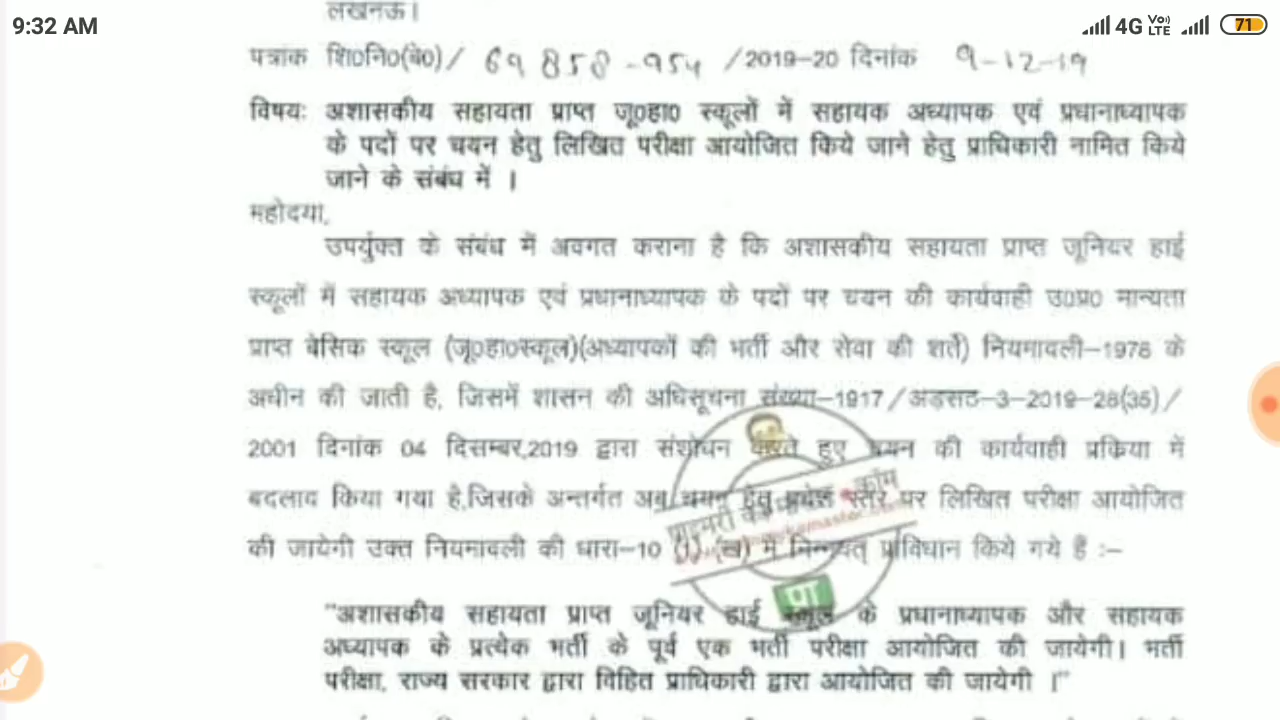 9:32 AM
4G Vo) LTE
71
लखनऊ।
पत्रांक शि0नि0(बे0)/ 69858-954 /2019-20 दिनांक 9-12-19
विषयः अशासकीय सहायता प्राप्त जू0हा0 स्कूलों में सहायक अध्यापक एवं प्रधानाध्यापक
के पदों पर चयन हेतु लिखित परीक्षा आयोजित किये जाने हेतु प्राधिकारी नामित किये
जाने के संबंध में ।
महोदया,
उपर्युक्त के संबंध में अवगत कराना है कि अशासकीय सहायता प्राप्त जूनियर हाई
स्कूलों में सहायक अध्यापक एवं प्रधानाध्यापक के पदों पर चयन की कार्यवाही उ0प्र0 मान्यता
प्राप्त बेसिक स्कूल (जू0हा0स्कूल)(अध्यापकों की भर्ती और सेवा की शर्ते) नियमावली-1978 के
अधीन की जाती है, जिसमें शासन की अधिसूचना संख्या-1917/अड़सठ-3-2019-28(35)/
2001 दिनांक 04 दिसम्बर,2019 द्वारा संशोधन करते हुए चयन की कार्यवाही प्रक्रिया में
बदलाव किया गया है,जिसके अन्तर्गत अब चयन हेतु प्रदेश स्तर पर लिखित परीक्षा आयोजित
की जायेगी उक्त नियमावली की धारा-10 (1) (ख) में निम्नवत् प्राविधान किये गये हैं :-
"अशासकीय सहायता प्राप्त जूनियर हाई स्कूल के प्रधानाध्यापक और सहायक
अध्यापक के प्रत्येक भर्ती के पूर्व एक भर्ती परीक्षा आयोजित की जायेगी। भर्ती
परीक्षा, राज्य सरकार द्वारा विहित प्राधिकारी द्वारा आयोजित की जायेगी ।"
प्राइमरी का कॉम
पा